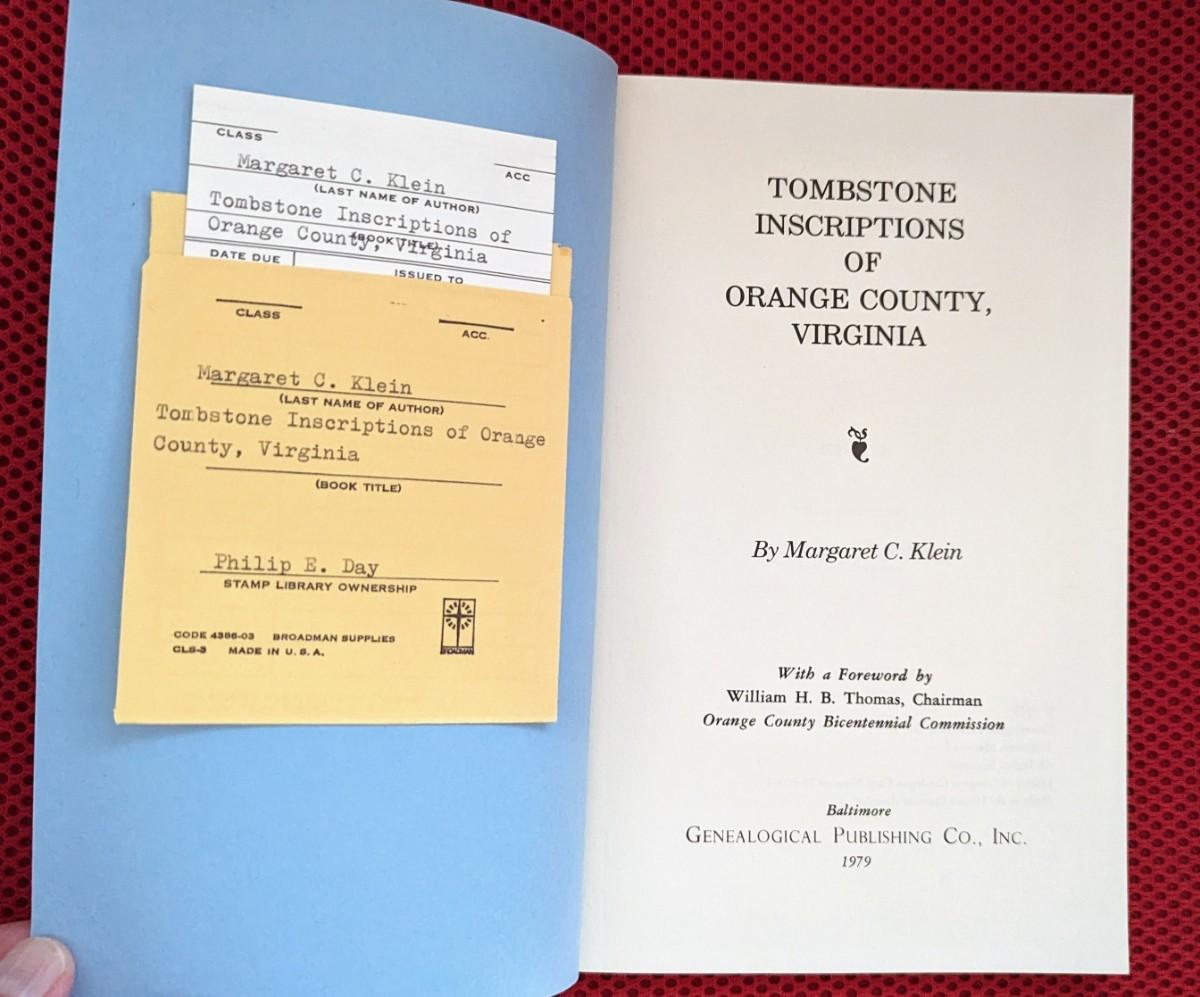 CLASS
ACC
Margaret C. Klein
(LAST NAME OF AUTHOR)
Tombstone Inscriptions of
Orange County, Virginia
(BOOK TITLE)
DATE DUE
ISSUED TO
CLASS
ACC.
Margaret C. Klein
(LAST NAME OF AUTHOR)
Tombstone Inscriptions of Orange
County, Virginia
(BOOK TITLE)
Philip E. Day
STAMP LIBRARY OWNERSHIP
CODE 4386-03 BROADMAN SUPPLIES
CLS-3 MADE IN U. S. A.
BROADMAN
TOMBSTONE
INSCRIPTIONS
OF
ORANGE COUNTY,
VIRGINIA
By Margaret C. Klein
With a Foreword by
William H. B. Thomas, Chairman
Orange County Bicentennial Commission
Baltimore
GENEALOGICAL PUBLISHING CO., INC.
1979